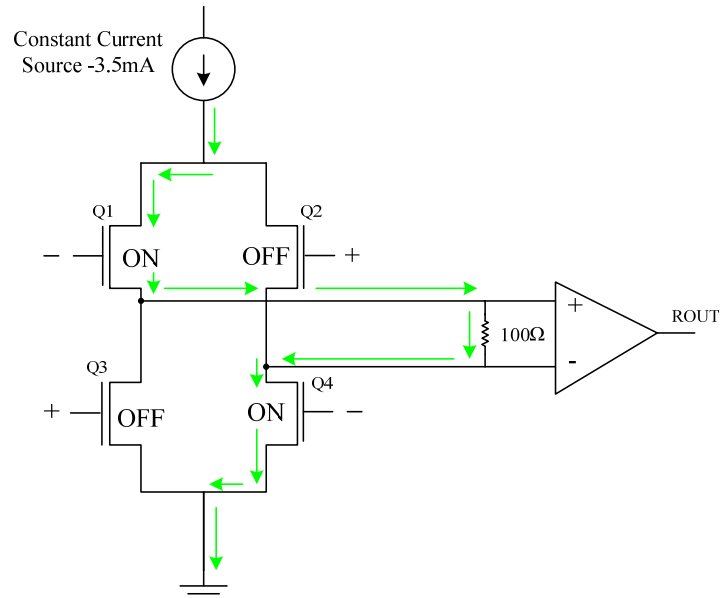 Constant Current
Source -3.5mA
Q1
Q2
−
ON
OFF
+
+
100Ω
ROUT
-
Q3
Q4
+
OFF
ON
−